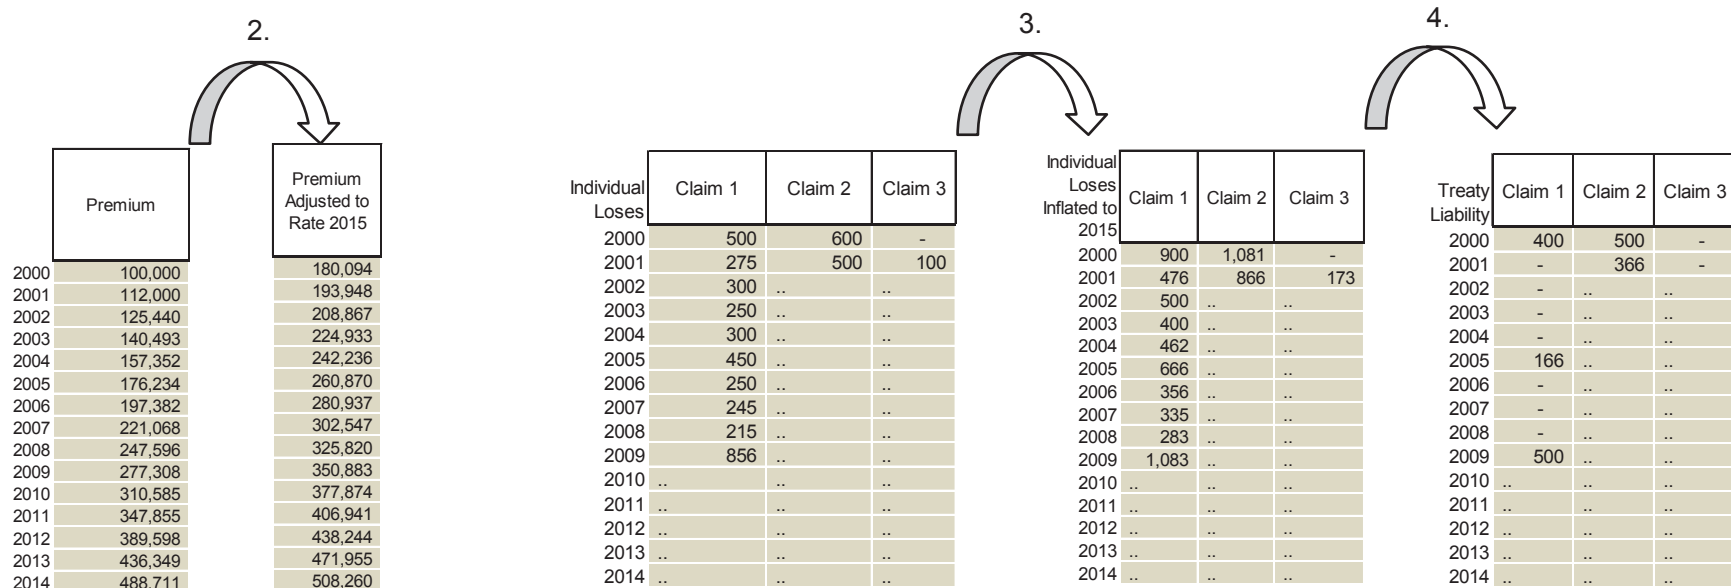 2.
3.
4.
Premium
Premium
Adjusted to
Rate 2015
2000 100,000 180,094
2001 112,000 193,948
2002 125,440 208,867
2003 140,493 224,933
2004 157,352 242,236
2005 176,234 260,870
2006 197,382 280,937
2007 221,068 302,547
2008 247,596 325,820
2009 277,308 350,883
2010 310,585 377,874
2011 347,855 406,941
2012 389,598 438,244
2013 436,349 471,955
2014 488,711 508,260
Individual
Loses
Claim 1 Claim 2 Claim 3
2000 500 600 -
2001 275 500 100
2002 300 .. ..
2003 250 .. ..
2004 300 .. ..
2005 450 .. ..
2006 250 .. ..
2007 245 .. ..
2008 215 .. ..
2009 856 .. ..
2010 .. .. ..
2011 .. .. ..
2012 .. .. ..
2013 .. .. ..
2014 .. .. ..
Individual
Loses
Inflated to
2015
Claim 1 Claim 2 Claim 3
2000 900 1,081 -
2001 476 866 173
2002 500 .. ..
2003 400 .. ..
2004 462 .. ..
2005 666 .. ..
2006 356 .. ..
2007 335 .. ..
2008 283 .. ..
2009 1,083 .. ..
2010 .. .. ..
2011 .. .. ..
2012 .. .. ..
2013 .. .. ..
2014 .. .. ..
Treaty
Liability
Claim 1 Claim 2 Claim 3
2000 400 500 -
2001 - 366 -
2002 - .. ..
2003 - .. ..
2004 - .. ..
2005 166 .. ..
2006 - .. ..
2007 - .. ..
2008 - .. ..
2009 500 .. ..
2010 .. .. ..
2011 .. .. ..
2012 .. .. ..
2013 .. .. ..
2014 .. .. ..